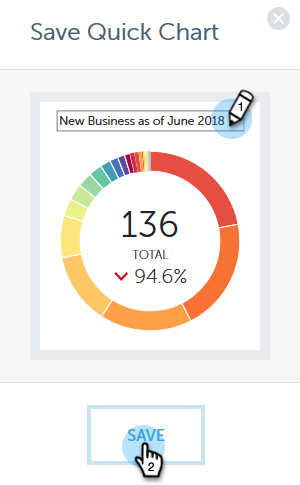 Save Quick Chart
New Business as of June 2018
1
136
TOTAL
94.6%
SAVE
2